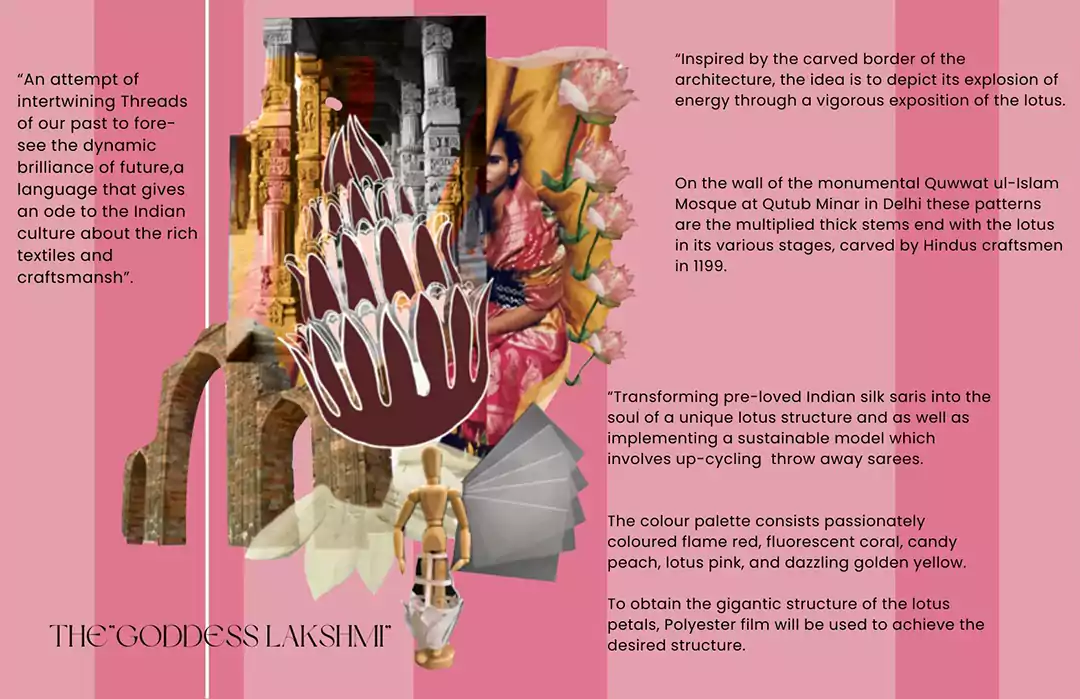 “An attempt of
intertwining Threads
of our past to fore-
see the dynamic
brilliance of future,a
language that gives
an ode to the Indian
culture about the rich
textiles and
craftsmansh”.
“Inspired by the carved border of the
architecture, the idea is to depict its explosion of
energy through a vigorous exposition of the lotus.
On the wall of the monumental Quwwat ul-Islam
Mosque at Qutub Minar in Delhi these patterns
are the multiplied thick stems end with the lotus
in its various stages, carved by Hindus craftsmen
in 1199.
“Transforming pre-loved Indian silk saris into the
soul of a unique lotus structure and as well as
implementing a sustainable model which
involves up-cycling  throw away sarees.
The colour palette consists passionately
coloured flame red, fluorescent coral, candy
peach, lotus pink, and dazzling golden yellow.
To obtain the gigantic structure of the lotus
petals, Polyester film will be used to achieve the
desired structure.
THE"GODDESS LAKSHMI"